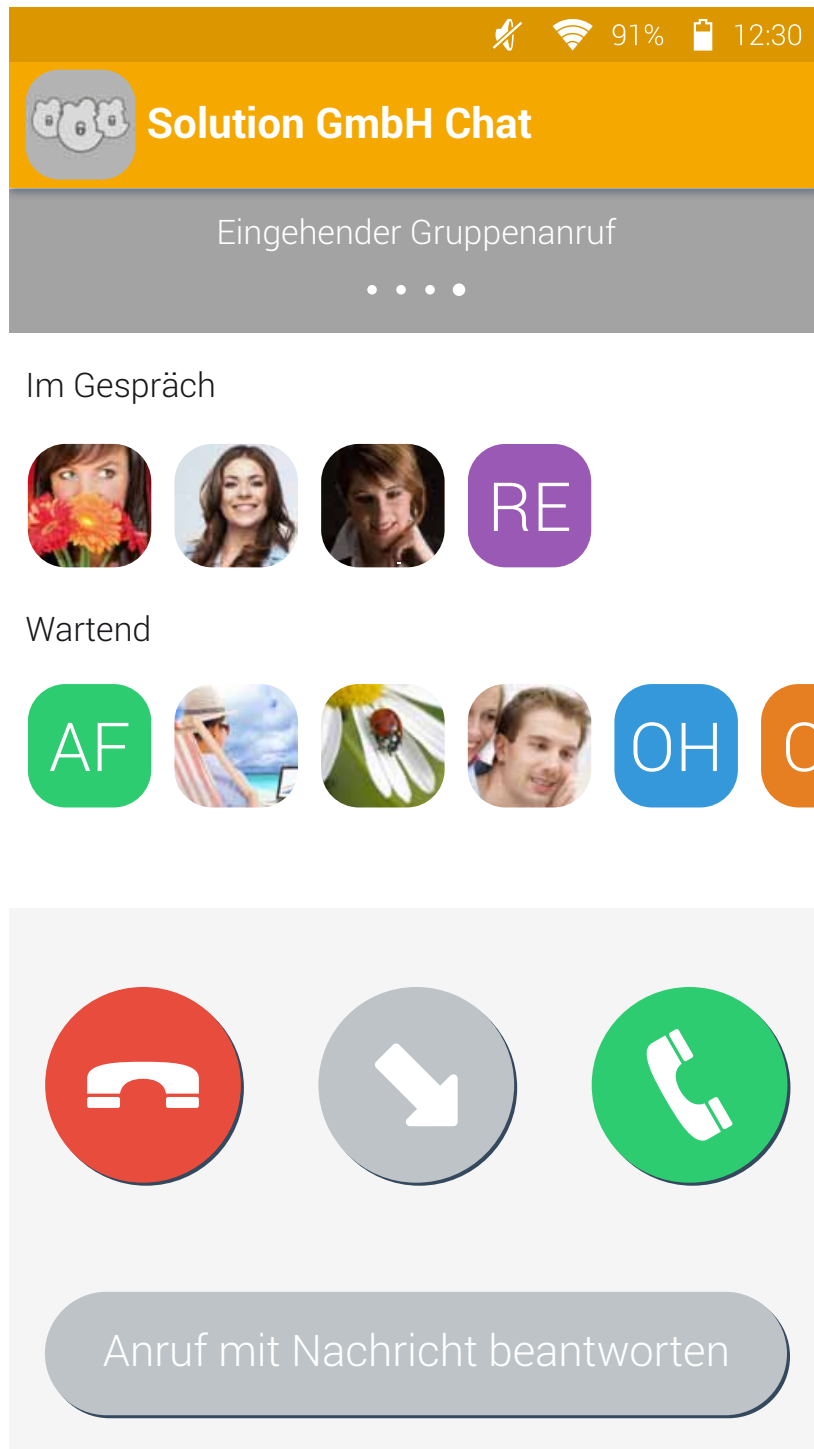 91% 12:30
Solution GmbH Chat
Eingehender Gruppenanruf
Im Gespräch
RE
Wartend
AF OH
Anruf mit Nachricht beantworten